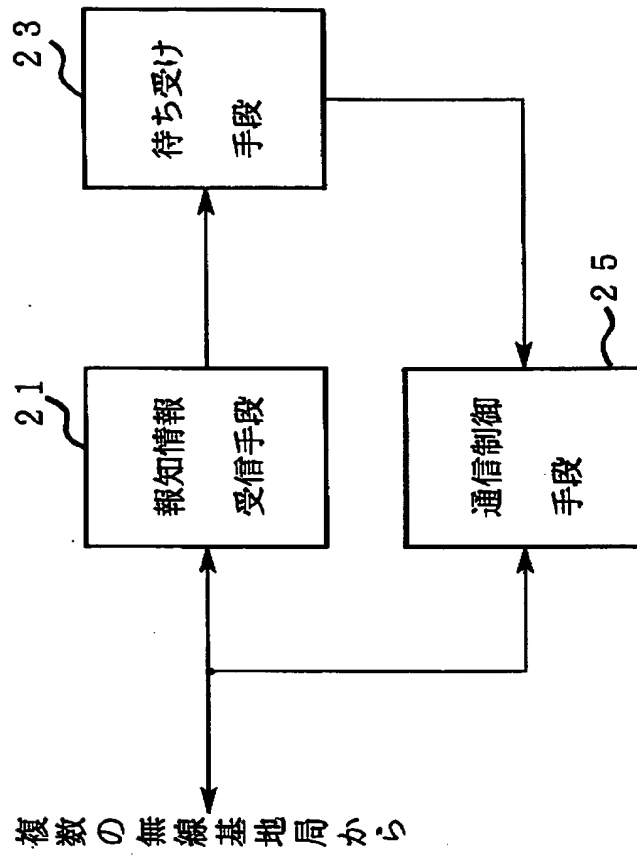 複数の無線基地局から
21
報知情報
受信手段
23
待ち受け
手段
25
通信制御
手段